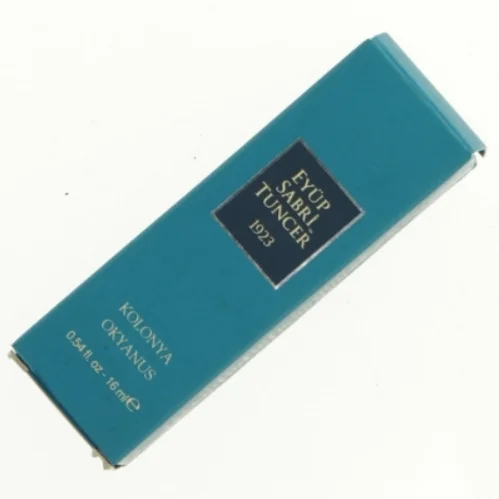 EYÜP
SABRİ
TUNCER
1923
KOLONYA
OKYANUS
0.54 fl. oz - 16 ml ℮